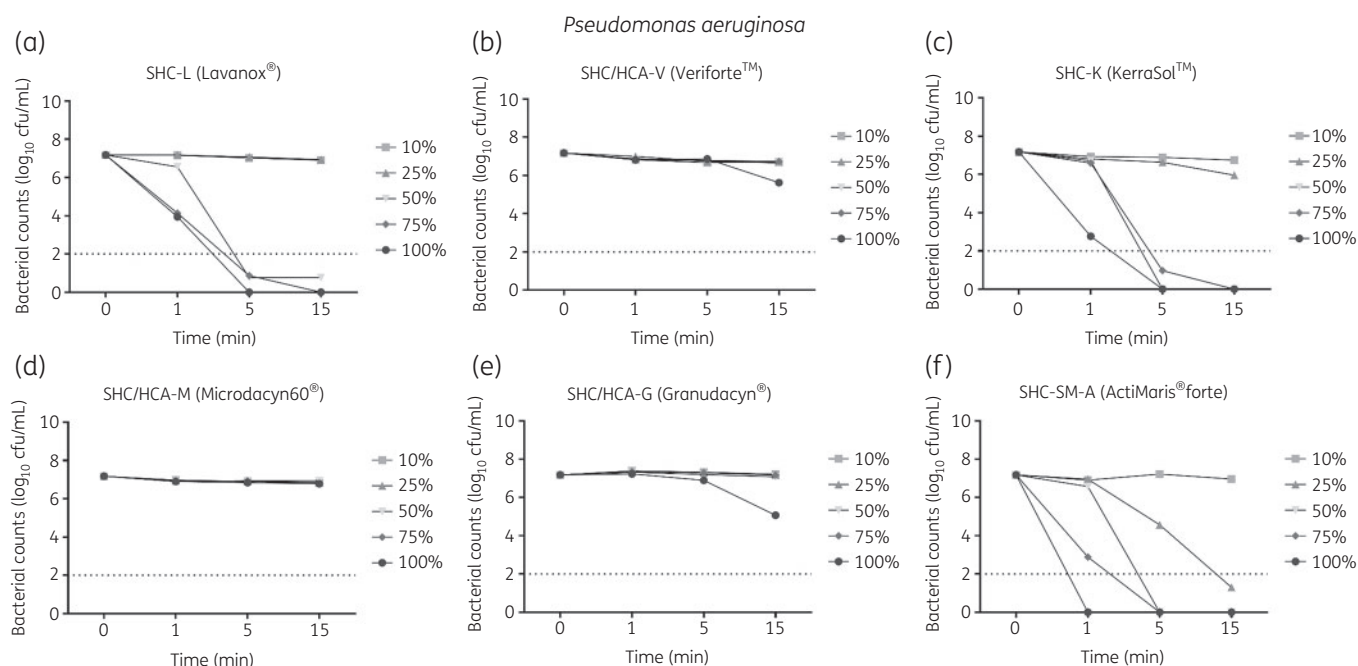 Pseudomonas aeruginosa
(a)
SHC-L (Lavanox®)
Bacterial counts (log10 cfu/mL)
10
8
6
4
2
0
0 1 5 15
Time (min)
10%
25%
50%
75%
100%
(b)
SHC/HCA-V (Veriforte™)
Bacterial counts (log10 cfu/mL)
10
8
6
4
2
0
0 1 5 15
Time (min)
10%
25%
50%
75%
100%
(c)
SHC-K (KerraSol™)
Bacterial counts (log10 cfu/mL)
10
8
6
4
2
0
0 1 5 15
Time (min)
10%
25%
50%
75%
100%
(d)
SHC/HCA-M (Microdacyn60®)
Bacterial counts (log10 cfu/mL)
10
8
6
4
2
0
0 1 5 15
Time (min)
10%
25%
50%
75%
100%
(e)
SHC/HCA-G (Granudacyn®)
Bacterial counts (log10 cfu/mL)
10
8
6
4
2
0
0 1 5 15
Time (min)
10%
25%
50%
75%
100%
(f)
SHC-SM-A (ActiMaris®forte)
Bacterial counts (log10 cfu/mL)
10
8
6
4
2
0
0 1 5 15
Time (min)
10%
25%
50%
75%
100%